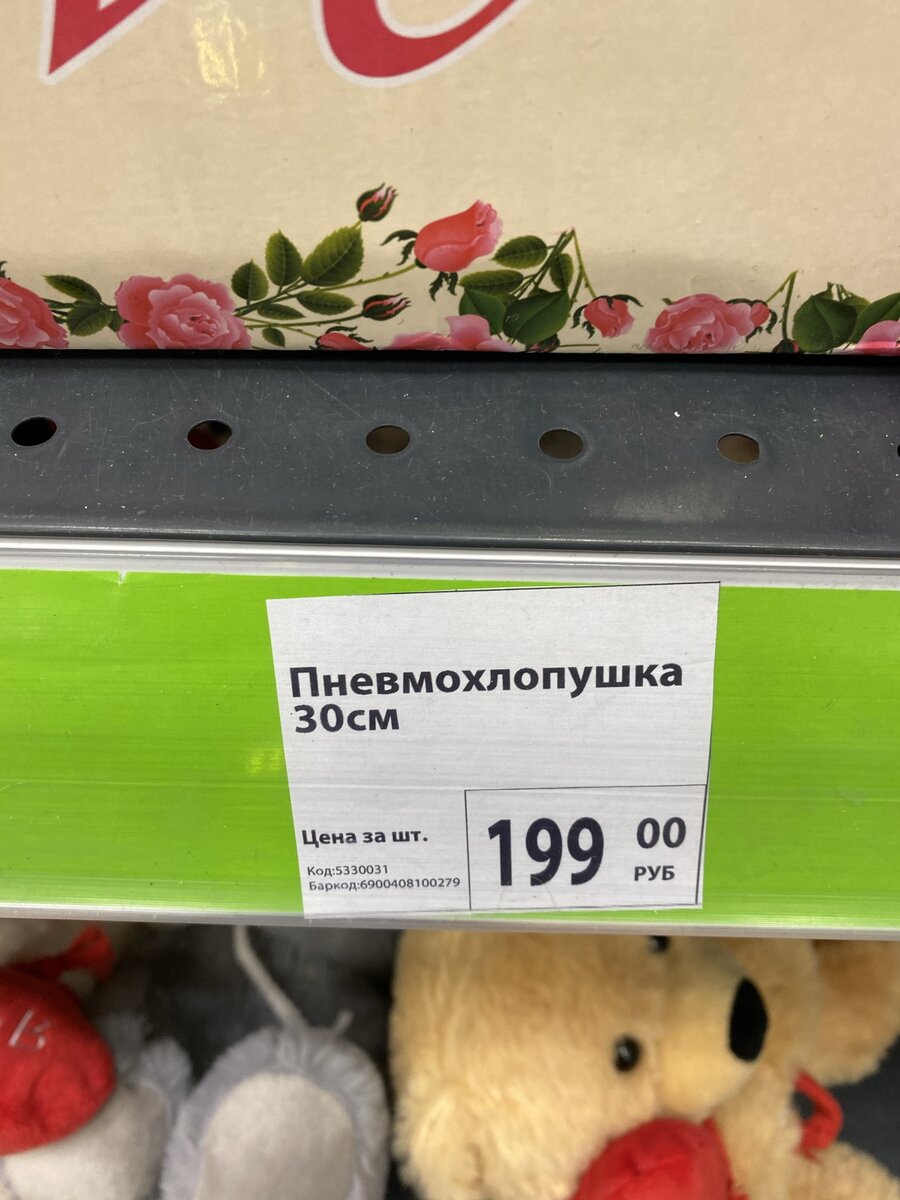 Пневмохлопушка
30см
Цена за шт.
199 00
РУБ
Код:5330031
Баркод:6900408100279